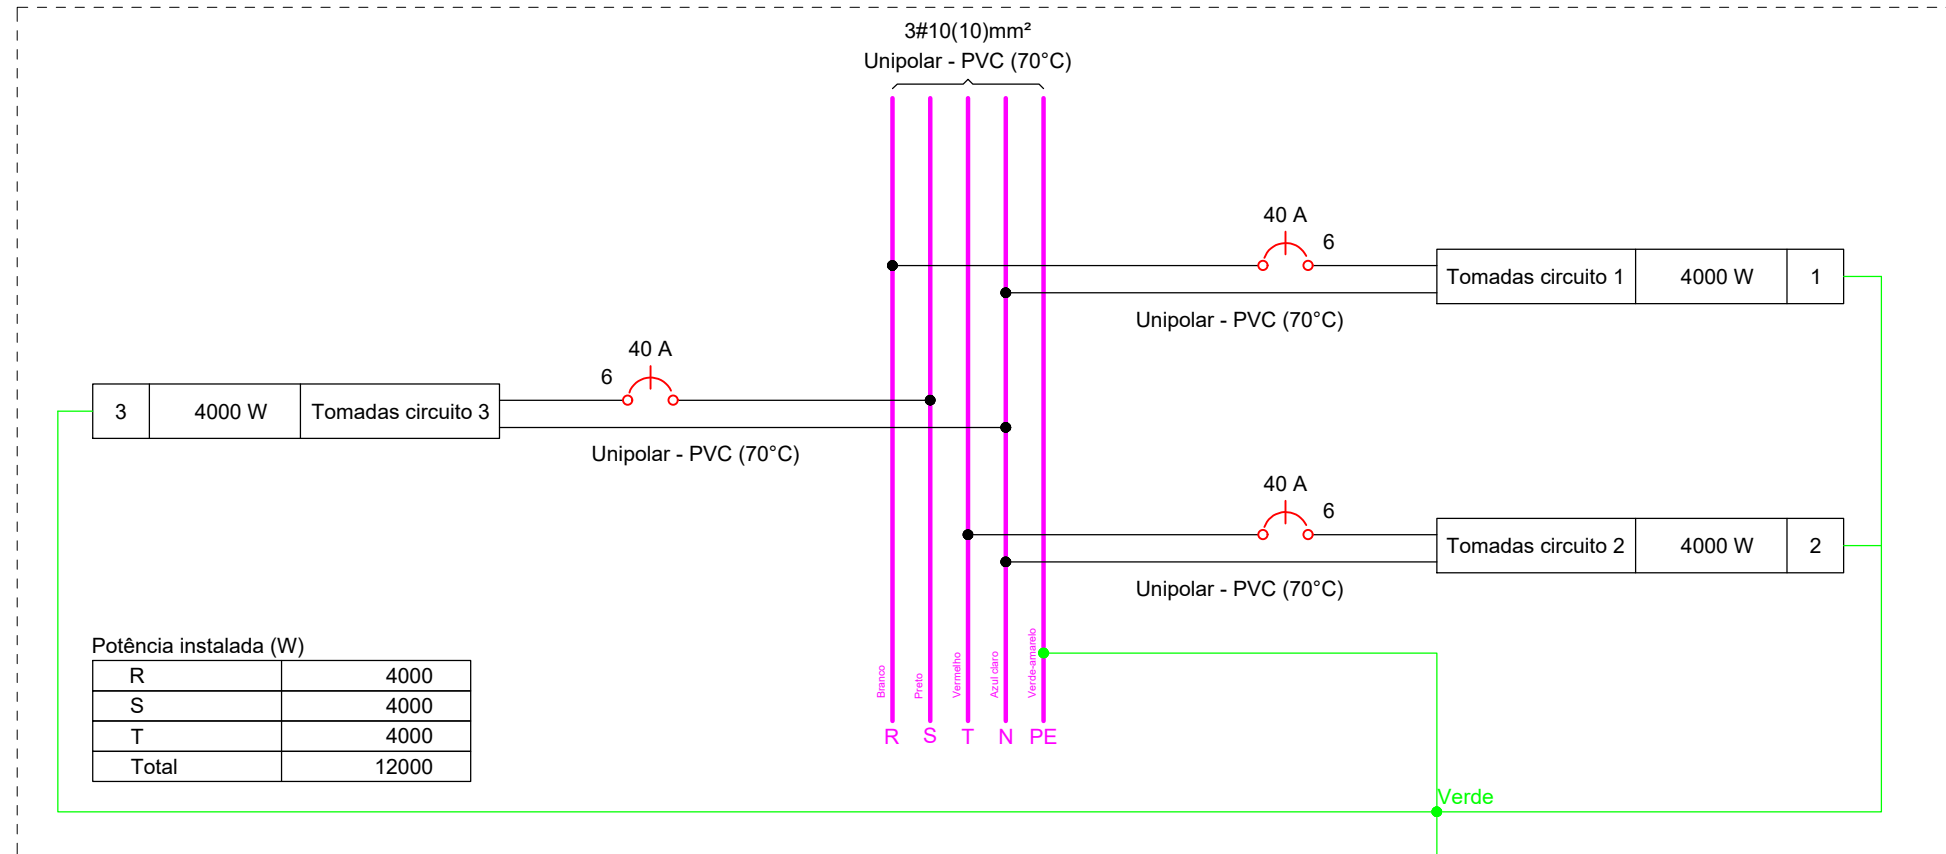 3#10(10)mm²
Unipolar - PVC (70°C)
40 A
6
Tomadas circuito 1 4000 W 1
Unipolar - PVC (70°C)
40 A
6
3 4000 W Tomadas circuito 3
Unipolar - PVC (70°C)
40 A
6
Tomadas circuito 2 4000 W 2
Unipolar - PVC (70°C)
Potência instalada (W)
R 4000
S 4000
T 4000
Total 12000
Branco
Preto
Vermelho
Azul claro
Verde-amarelo
R S T N PE
Verde